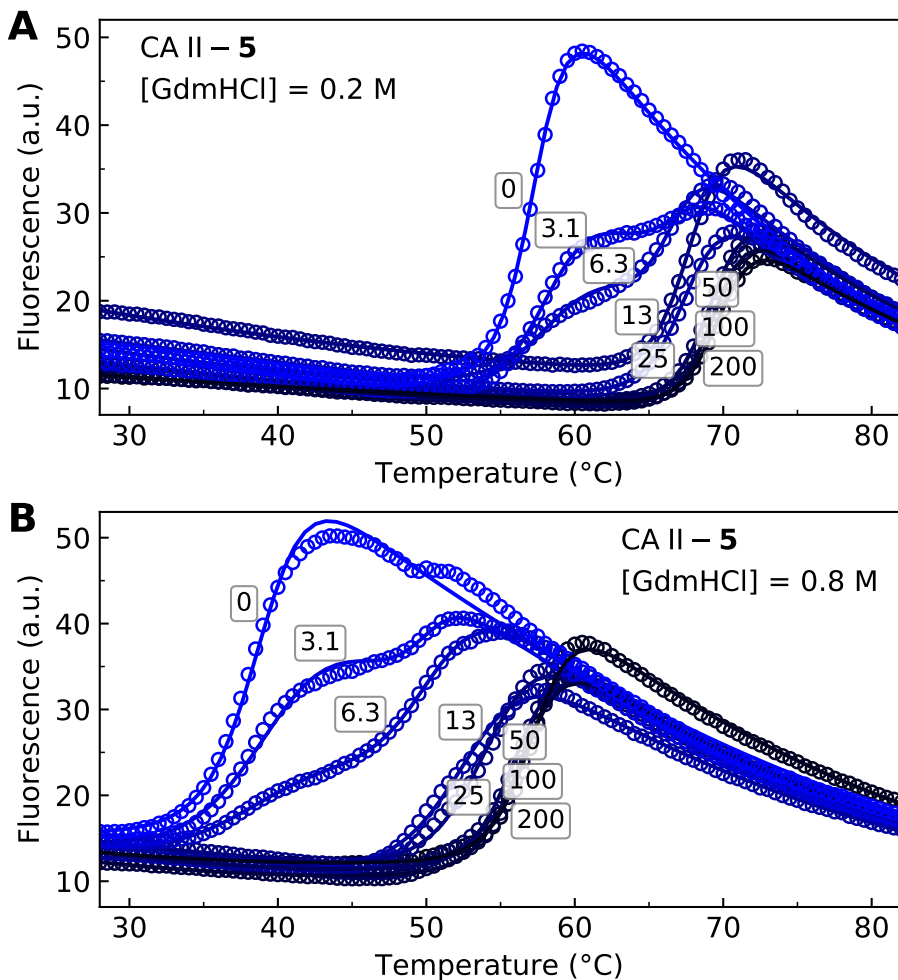 A
CA II – 5
[GdmHCl] = 0.2 M
Fluorescence (a.u.)
50
40
30
20
10
0
3.1
6.3
13
25
50
100
200
30 40 50 60 70 80
Temperature (°C)
B
CA II – 5
[GdmHCl] = 0.8 M
Fluorescence (a.u.)
50
40
30
20
10
0
3.1
6.3
13
25
50
100
200
30 40 50 60 70 80
Temperature (°C)